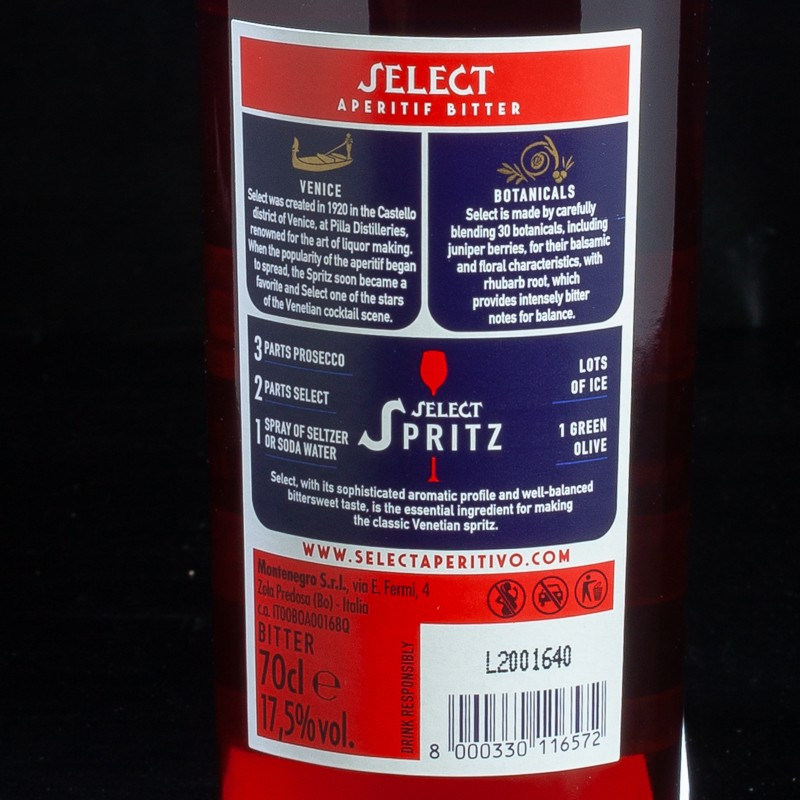 SELECT
APERITIF BITTER
VENICE
Select was created in 1920 in the Castello
district of Venice, at Pilla Distilleries,
renowned for the art of liquor making.
When the popularity of the aperitif began
to spread, the Spritz soon became a
favorite and Select one of the stars
of the Venetian cocktail scene.
BOTANICALS
Select is made by carefully
blending 30 botanicals, including
juniper berries, for their balsamic
and floral characteristics, with
rhubarb root, which
provides intensely bitter
notes for balance.
3 PARTS PROSECCO
2 PARTS SELECT
1 SPRAY OF SELTZER
OR SODA WATER
SELECT
SPRITZ
LOTS
OF ICE
1 GREEN
OLIVE
Select, with its sophisticated aromatic profile and well-balanced
bittersweet taste, is the essential ingredient for making
the classic Venetian spritz.
WWW.SELECTAPERITIVO.COM
Montenegro S.r.l., via E. Fermi, 4
Zola Predosa (Bo) - Italia
c.a. IT00BOA00168Q
BITTER
70cl e
17,5% vol.
DRINK RESPONSIBLY
L2001640
8 000330 116572